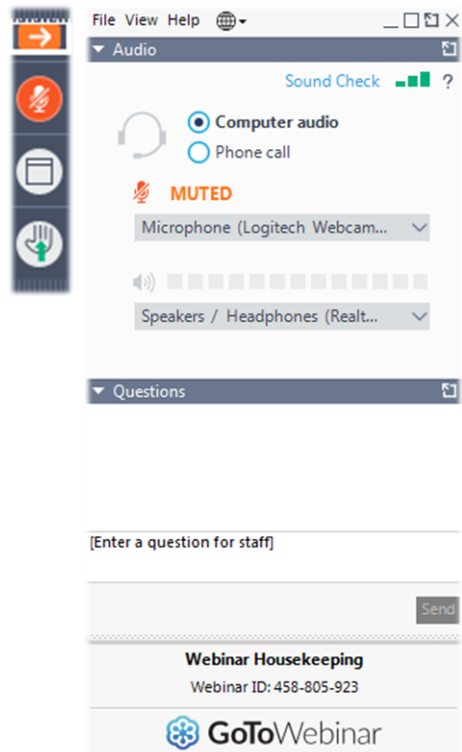 File View Help
Audio
Sound Check ?
Computer audio
Phone call
MUTED
Microphone (Logitech Webcam...
Speakers / Headphones (Realt...
Questions
[Enter a question for staff]
Send
Webinar Housekeeping
Webinar ID: 458-805-923
GoToWebinar